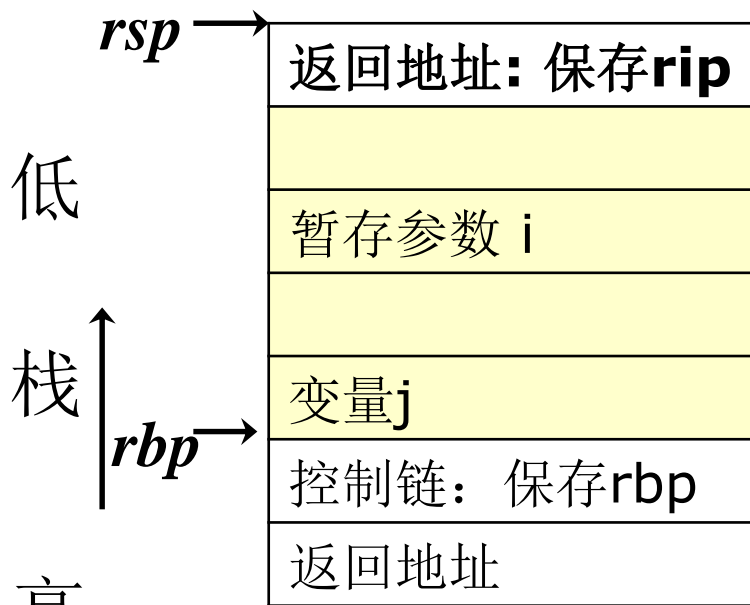 rsp
返回地址: 保存rip
低
暂存参数 i
栈
变量j
rbp
控制链：保存rbp
返回地址
高